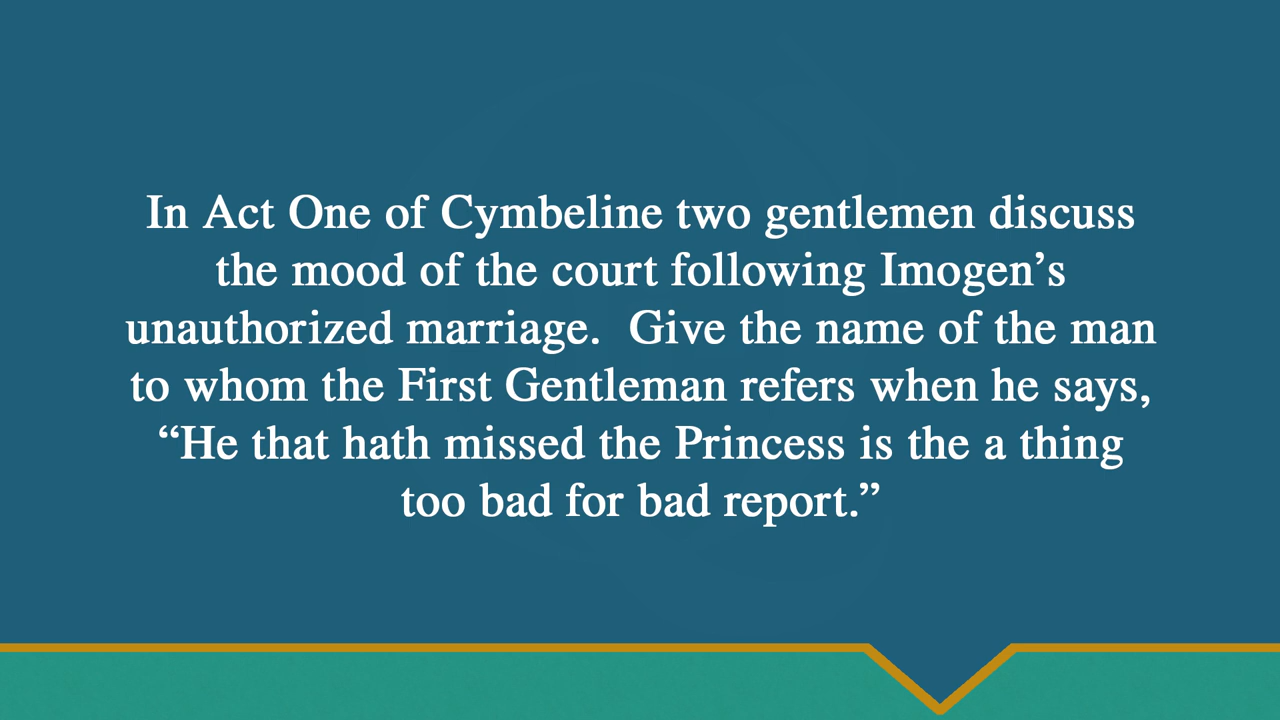 In Act One of Cymbeline two gentlemen discuss
the mood of the court following Imogen’s
unauthorized marriage.  Give the name of the man
to whom the First Gentleman refers when he says,
“He that hath missed the Princess is the a thing
too bad for bad report.”